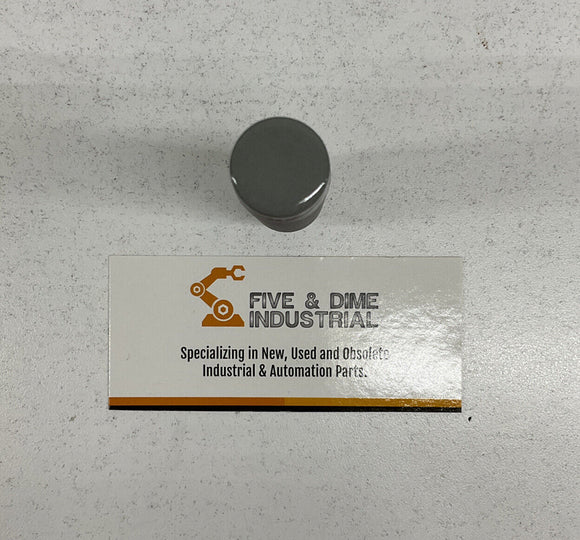 FIVE & DIME
INDUSTRIAL
Specializing in New, Used and Obsolete
Industrial & Automation Parts.